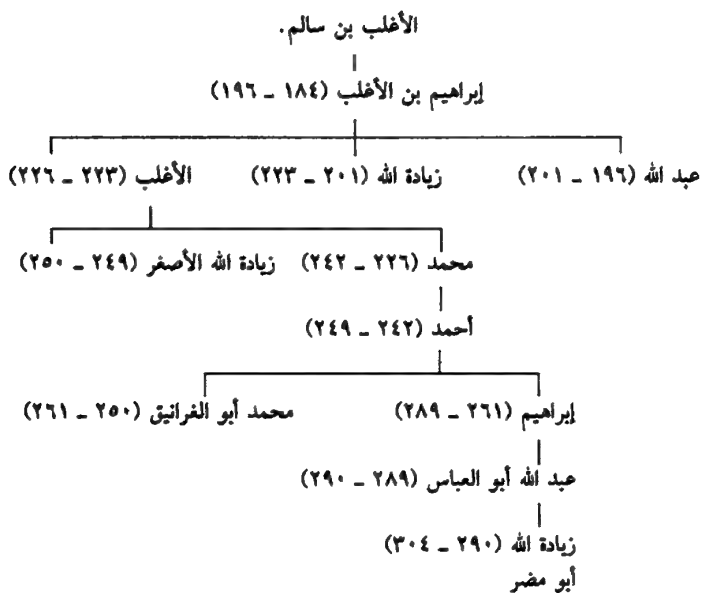 الأغلب بن سالم.
إبراهيم بن الأغلب (١٨٤ ـ ١٩٦)
عبد الله (١٩٦ ـ ٢٠١) زيادة الله (٢٠١ ـ ٢٢٣) الأغلب (٢٢٣ ـ ٢٢٦)
محمد (٢٢٦ ـ ٢٤٢) زيادة الله الأصغر (٢٤٩ ـ ٢٥٠)
أحمد (٢٤٢ ـ ٢٤٩)
إبراهيم (٢٦١ ـ ٢٨٩) محمد أبو الغرانيق (٢٥٠ ـ ٢٦١)
عبد الله أبو العباس (٢٨٩ ـ ٢٩٠)
زيادة الله (٢٩٠ ـ ٣٠٤)
أبو مضر